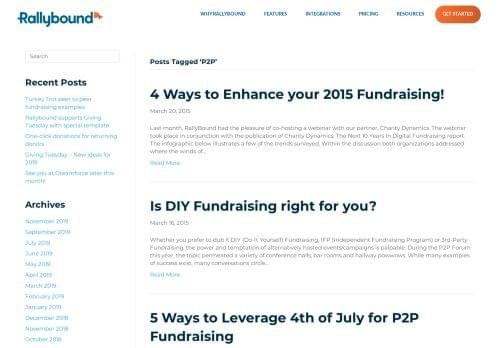 Rallybound
WHY RALLYBOUND
FEATURES
INTEGRATIONS
PRICING
RESOURCES
GET STARTED
Search
Recent Posts
Turkey Trot peer to peer
fundraising examples
Rallybound supports Giving
Tuesday with special template
One-click donations for returning
donors
Giving Tuesday – New ideas for
2019
See you at Dreamforce later this
month!
Archives
November 2019
September 2019
July 2019
June 2019
May 2019
April 2019
March 2019
February 2019
January 2019
December 2018
November 2018
October 2018
Posts Tagged ‘P2P’
4 Ways to Enhance your 2015 Fundraising!
March 20, 2015
Last month, RallyBound had the pleasure of co-hosting a webinar with our partner, Charity Dynamics. The webinar
took place in conjunction with the publication of Charity Dynamics: The Next 10 Years In Digital Fundraising report.
The infographic below illustrates a few of the trends surveyed. Within the discussion both organizations addressed
where the winds of...
Read More
Is DIY Fundraising right for you?
March 16, 2015
Whether you prefer to dub it DIY (Do-It Yourself) Fundraising, IFP (Independent Fundraising Program) or 3rd-Party
Fundraising, the power and temptation of alternatively hosted events/campaigns is palpable. During the P2P Forum
this year, the topic permeated a variety of conference halls, bar rooms and hallway powwows. While many examples
of success exist, many conversations circle...
Read More
5 Ways to Leverage 4th of July for P2P
Fundraising